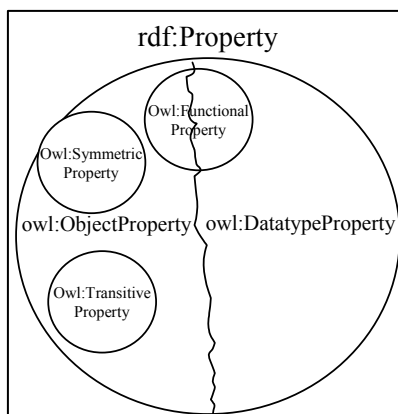 rdf:Property
Owl:Functional
Property
Owl:Symmetric
Property
owl:ObjectProperty
owl:DatatypeProperty
Owl:Transitive
Property